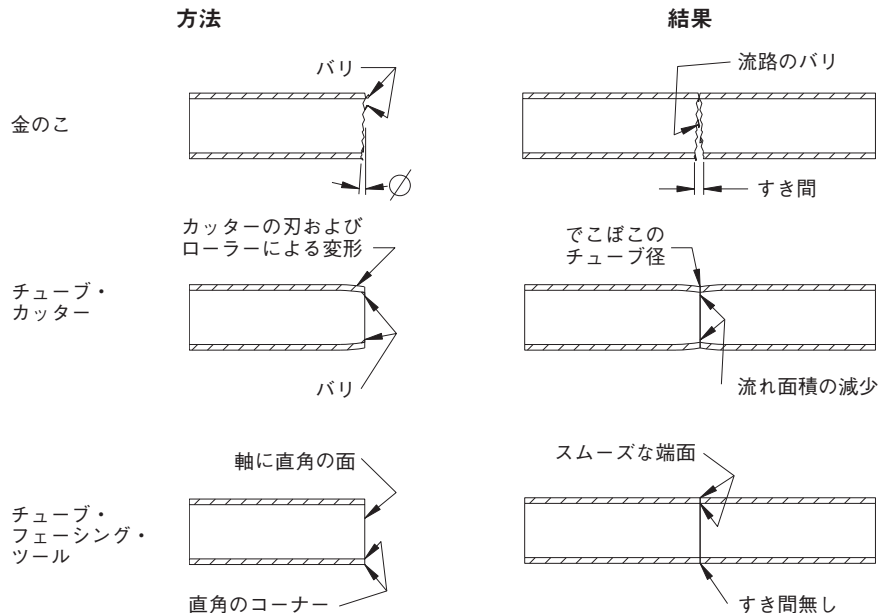 方法
結果
バリ
流路のバリ
金のこ
すき間
カッターの刃および
ローラーによる変形
でこぼこの
チューブ径
チューブ・
カッター
バリ
流れ面積の減少
軸に直角の面
スムーズな端面
チューブ・
フェーシング・
ツール
直角のコーナー
すき間無し